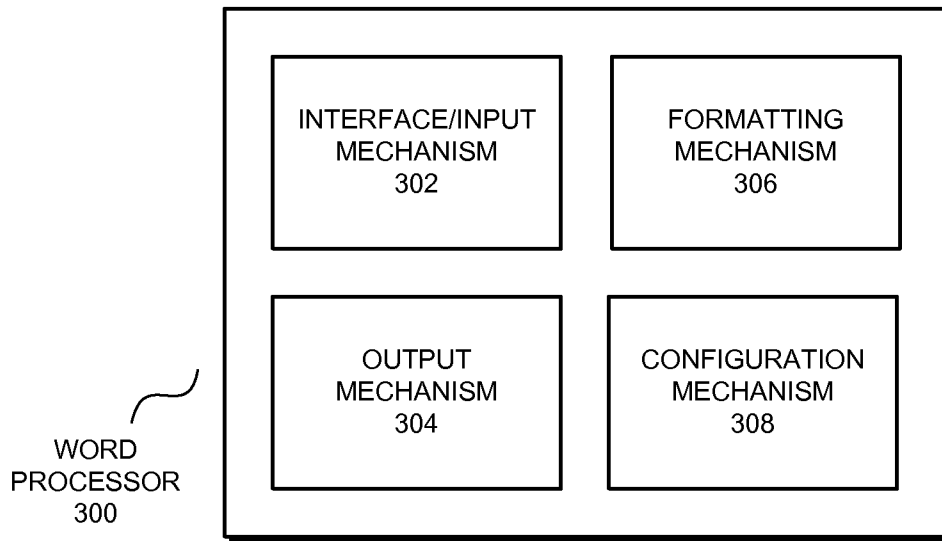 INTERFACE/INPUT
MECHANISM
302
FORMATTING
MECHANISM
306
OUTPUT
MECHANISM
304
CONFIGURATION
MECHANISM
308
WORD
PROCESSOR
300